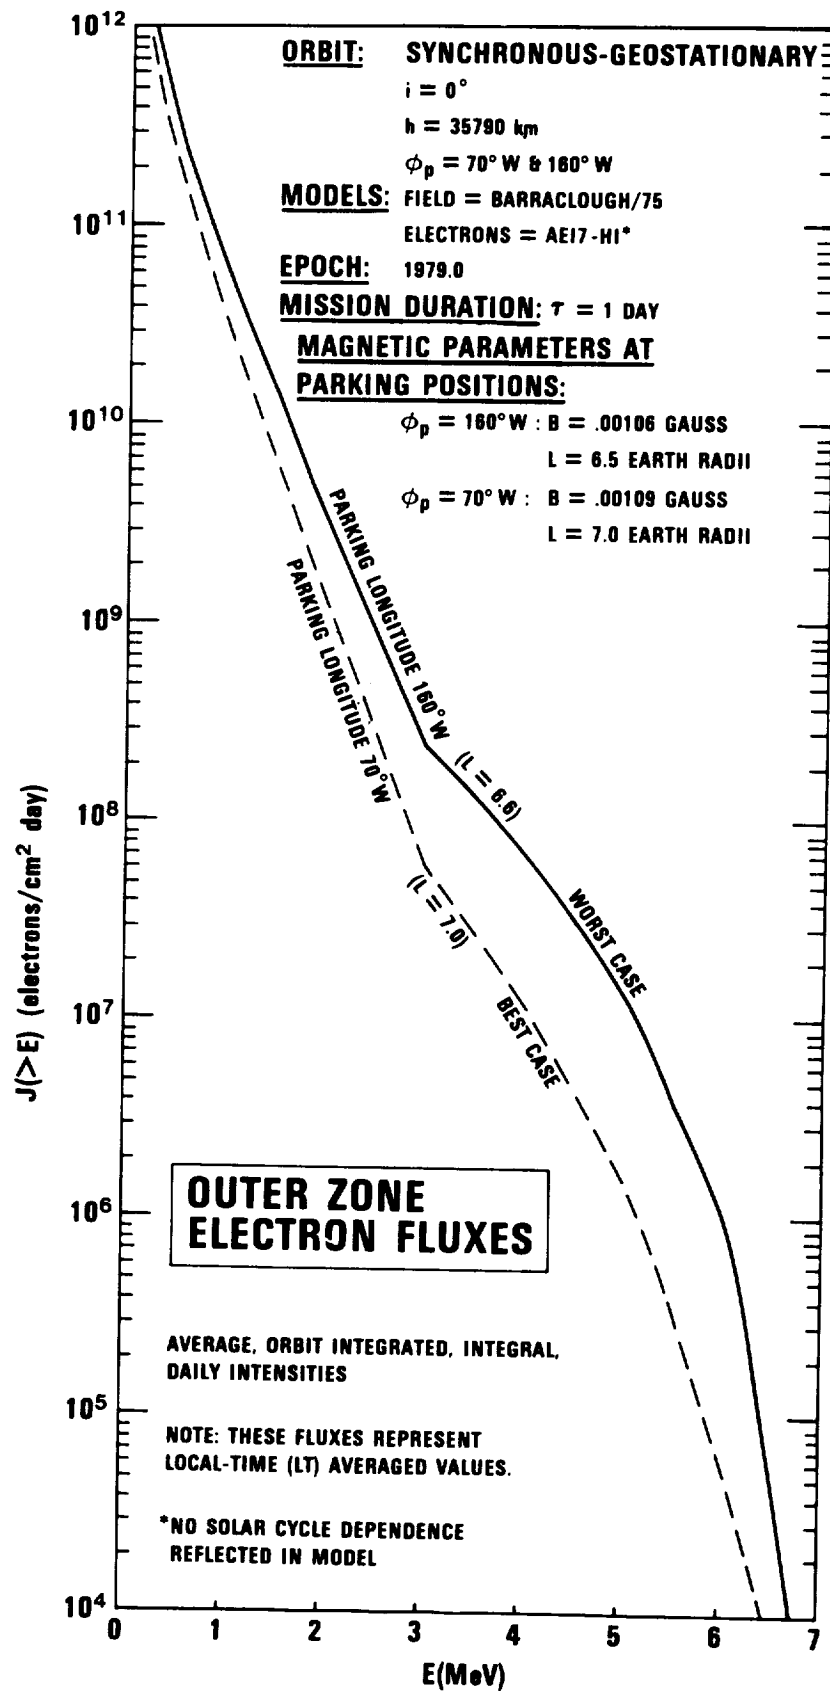 10¹²
ORBIT: SYNCHRONOUS-GEOSTATIONARY
i = 0°
h = 35790 km
ϕp = 70° W & 160° W
MODELS: FIELD = BARRACLOUGH/75
ELECTRONS = AEI7-HI*
EPOCH: 1979.0
MISSION DURATION: τ = 1 DAY
MAGNETIC PARAMETERS AT
PARKING POSITIONS:
ϕp = 160° W : B = .00106 GAUSS
L = 6.5 EARTH RADII
ϕp = 70° W : B = .00109 GAUSS
L = 7.0 EARTH RADII
10¹¹
10¹⁰
10⁹
10⁸
10⁷
10⁶
10⁵
10⁴
J(>E) (electrons/cm² day)
PARKING LONGITUDE 160° W (L = 6.6)
WORST CASE
PARKING LONGITUDE 70° W
(L = 7.0)
BEST CASE
OUTER ZONE
ELECTRON FLUXES
AVERAGE, ORBIT INTEGRATED, INTEGRAL,
DAILY INTENSITIES
NOTE: THESE FLUXES REPRESENT
LOCAL-TIME (LT) AVERAGED VALUES.
*NO SOLAR CYCLE DEPENDENCE
REFLECTED IN MODEL
0 1 2 3 4 5 6 7
E(MeV)